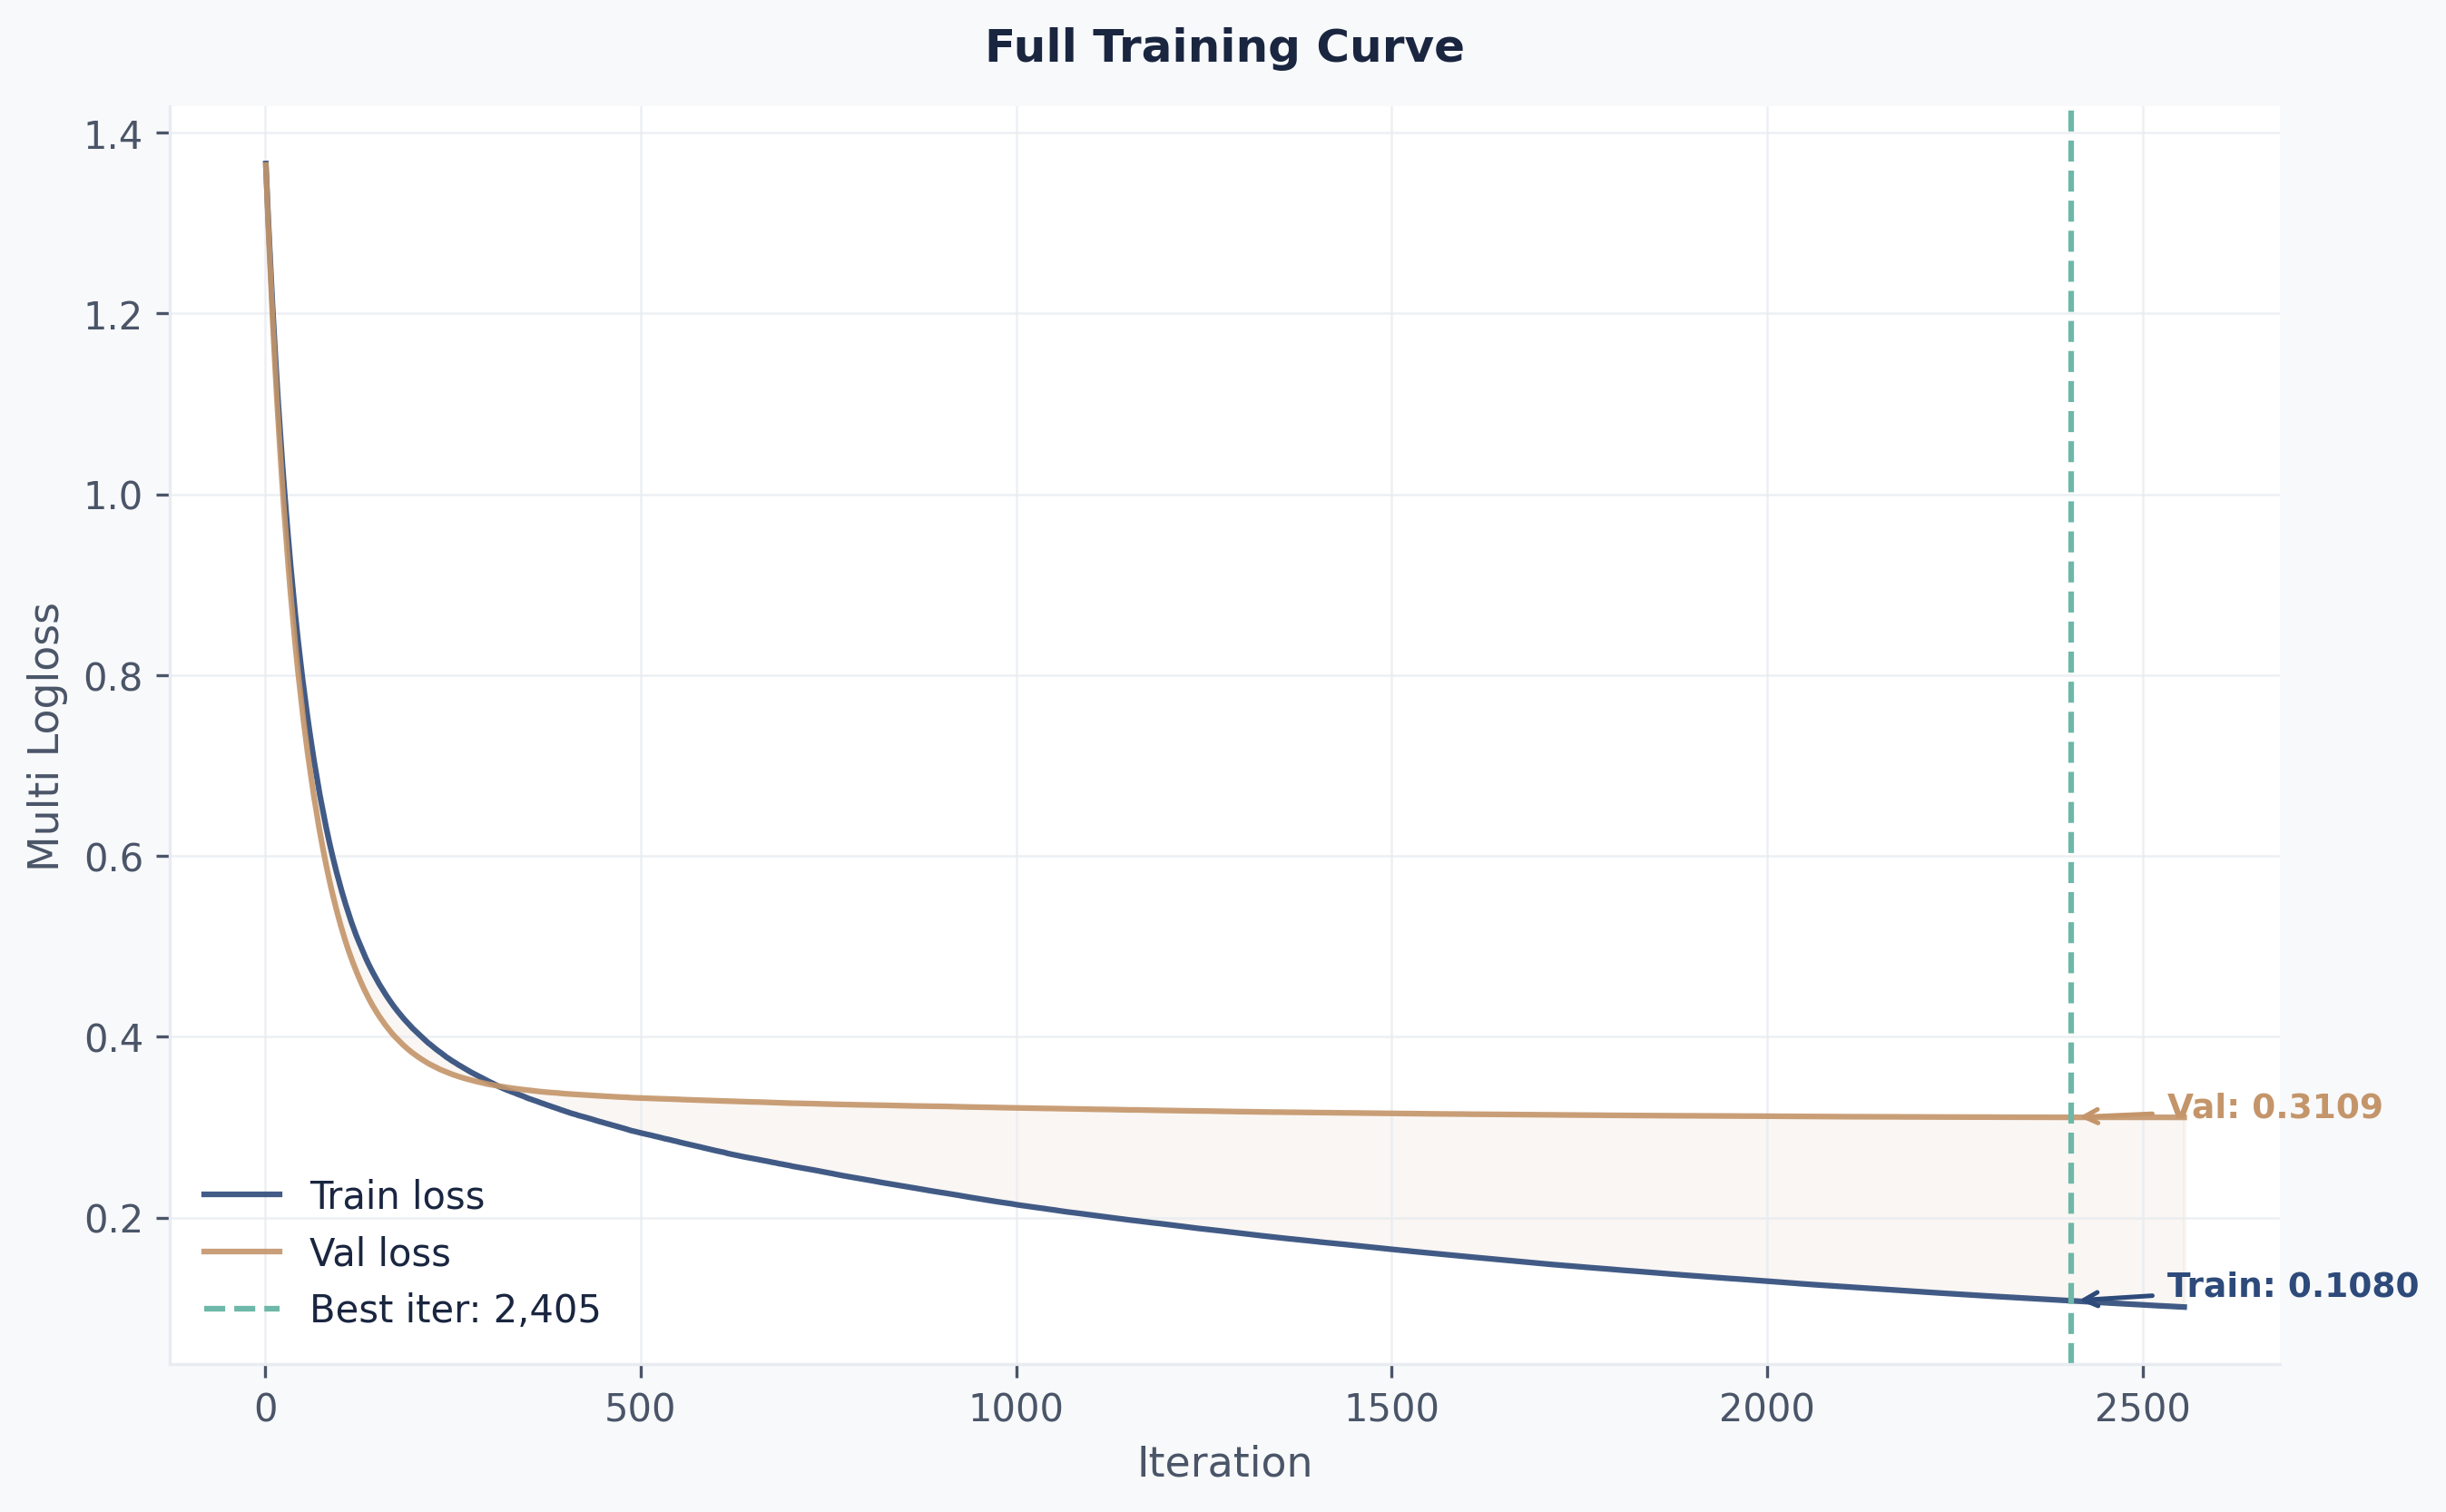 Full Training Curve
1.4
1.2
1.0
0.8
0.6
0.4
0.2
Multi Logloss
Val: 0.3109
Train: 0.1080
Train loss
Val loss
Best iter: 2,405
0 500 1000 1500 2000 2500
Iteration